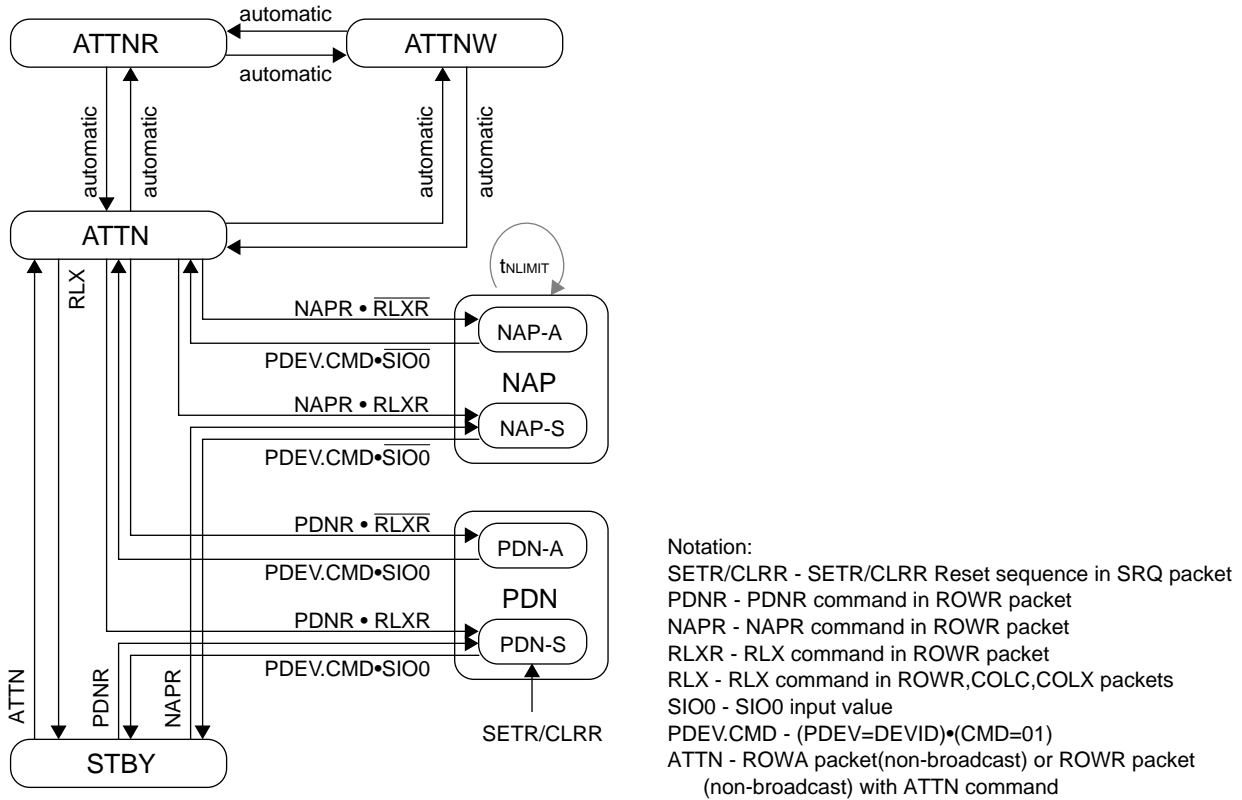 automatic
ATTNR
ATTNW
automatic
automatic
automatic
automatic
automatic
ATTN
RLX
tNLIMIT
NAPR • R̅L̅X̅R̅
NAP-A
PDEV.CMD•S̅I̅O̅0̅
NAP
NAPR • RLXR
NAP-S
PDEV.CMD•S̅I̅O̅0̅
PDNR • R̅L̅X̅R̅
PDN-A
PDEV.CMD•SIO0
PDN
PDNR • RLXR
PDN-S
PDEV.CMD•SIO0
ATTN
PDNR
NAPR
SETR/CLRR
STBY
Notation:
SETR/CLRR - SETR/CLRR Reset sequence in SRQ packet
PDNR - PDNR command in ROWR packet
NAPR - NAPR command in ROWR packet
RLXR - RLX command in ROWR packet
RLX - RLX command in ROWR,COLC,COLX packets
SIO0 - SIO0 input value
PDEV.CMD - (PDEV=DEVID)•(CMD=01)
ATTN - ROWA packet(non-broadcast) or ROWR packet
(non-broadcast) with ATTN command